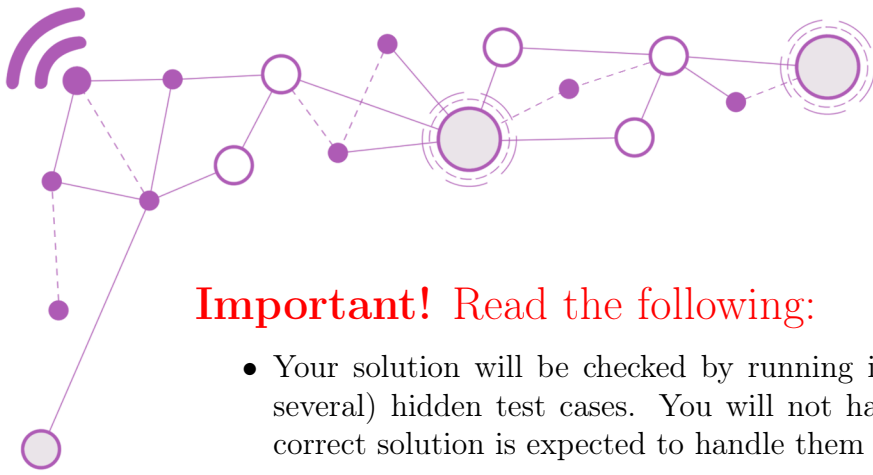 Important! Read the following:
• Your solution will be checked by running
several) hidden test cases. You will not
correct solution is expected to handle them